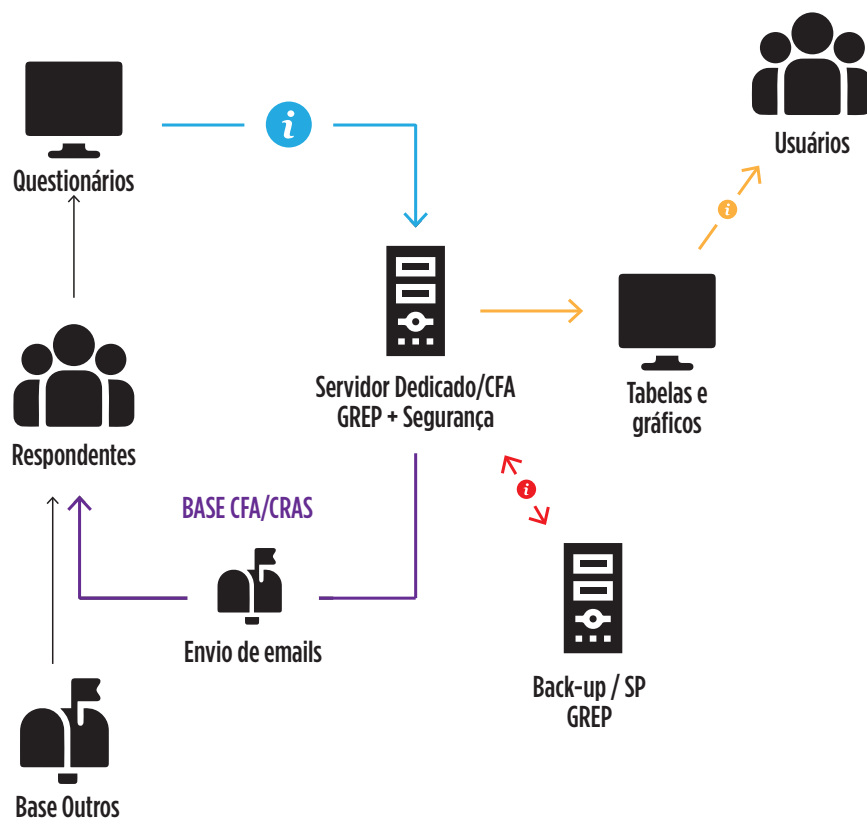 Usuários
Questionários
Servidor Dedicado/CFA
GREP + Segurança
Tabelas e
gráficos
Respondentes
BASE CFA/CRAS
Envio de emails
Back-up / SP
GREP
Base Outros